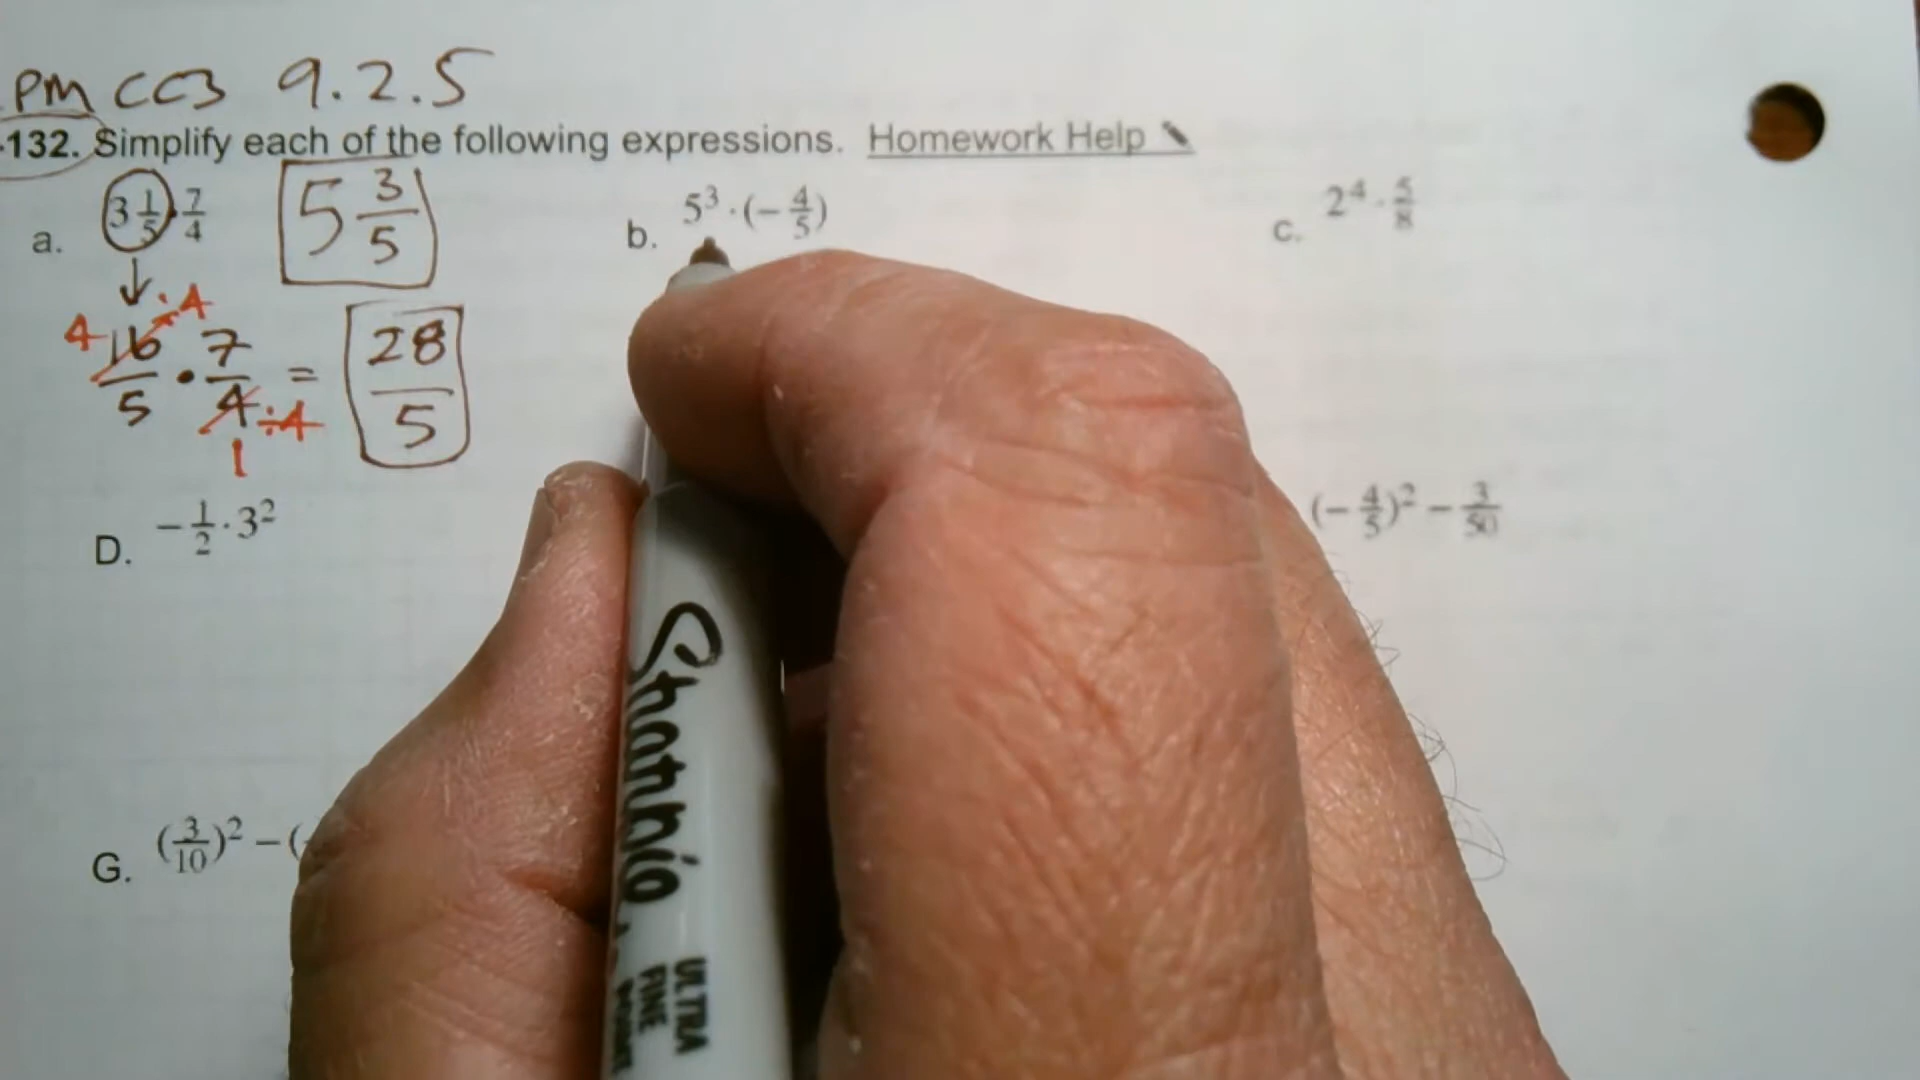 PM CC3 9.2.5
-132. Simplify each of the following expressions. Homework Help ✎
a. 3 1/5 · 7/4 5 3/5
b. 5³ · (− 4/5)
c. 2⁴ · 5/8
4 16/5 ÷4 · 7/4 ÷4 1 = 28/5
D. − 1/2 · 3²
(− 4/5)² − 3/50
G. (3/10)² − (
Sharpie
ULTRA
FINE
POINT